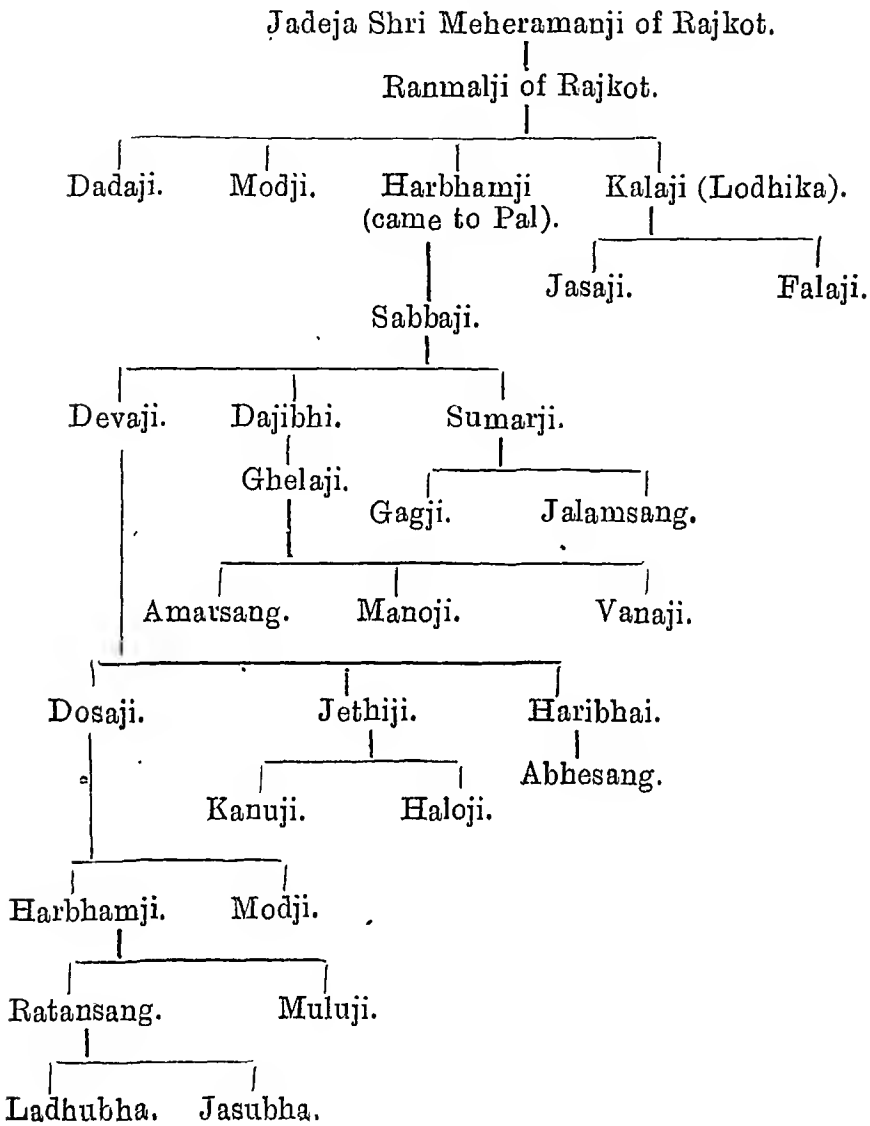 Jadeja Shri Meheramanji of Rajkot.
Ranmalji of Rajkot.
Dadaji. Modji. Harbhamji Kalaji (Lodhika).
(came to Pal).
Jasaji. Falaji.
Sabbaji.
Devaji. Dajibhi. Sumarji.
Ghelaji.
Gagji. Jalamsang.
Amarsang. Manoji. Vanaji.
Dosaji. Jethiji. Haribhai.
Abhesang.
Kanuji. Haloji.
Harbhamji. Modji.
Ratansang. Muluji.
Ladhubha. Jasubha.